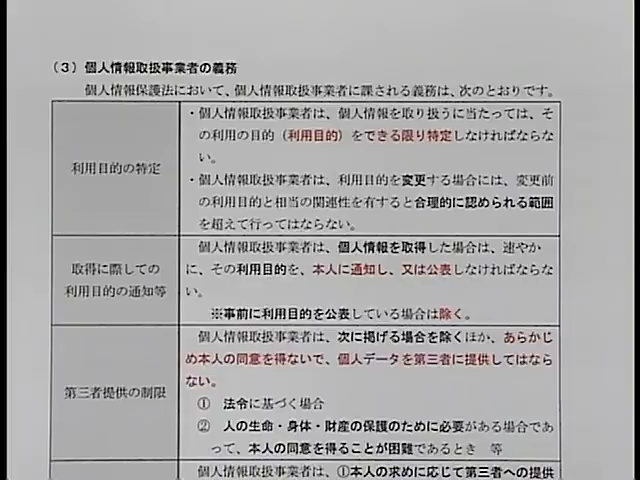 (3) 個人情報取扱事業者の義務
個人情報保護法において、個人情報取扱事業者に課される義務は、次のとおりです。
利用目的の特定
・個人情報取扱事業者は、個人情報を取り扱うに当たっては、そ
の利用の目的（利用目的）をできる限り特定しなければならな
い。
・個人情報取扱事業者は、利用目的を変更する場合には、変更前
の利用目的と相当の関連性を有すると合理的に認められる範囲
を超えて行ってはならない。
取得に際しての
利用目的の通知等
個人情報取扱事業者は、個人情報を取得した場合は、速やか
に、その利用目的を、本人に通知し、又は公表しなければならな
い。
※事前に利用目的を公表している場合は除く。
第三者提供の制限
個人情報取扱事業者は、次に掲げる場合を除くほか、あらかじ
め本人の同意を得ないで、個人データを第三者に提供してはなら
ない。
① 法令に基づく場合
② 人の生命・身体・財産の保護のために必要がある場合であ
って、本人の同意を得ることが困難であるとき 等
個人情報取扱事業者は、①本人の求めに応じて第三者への提供